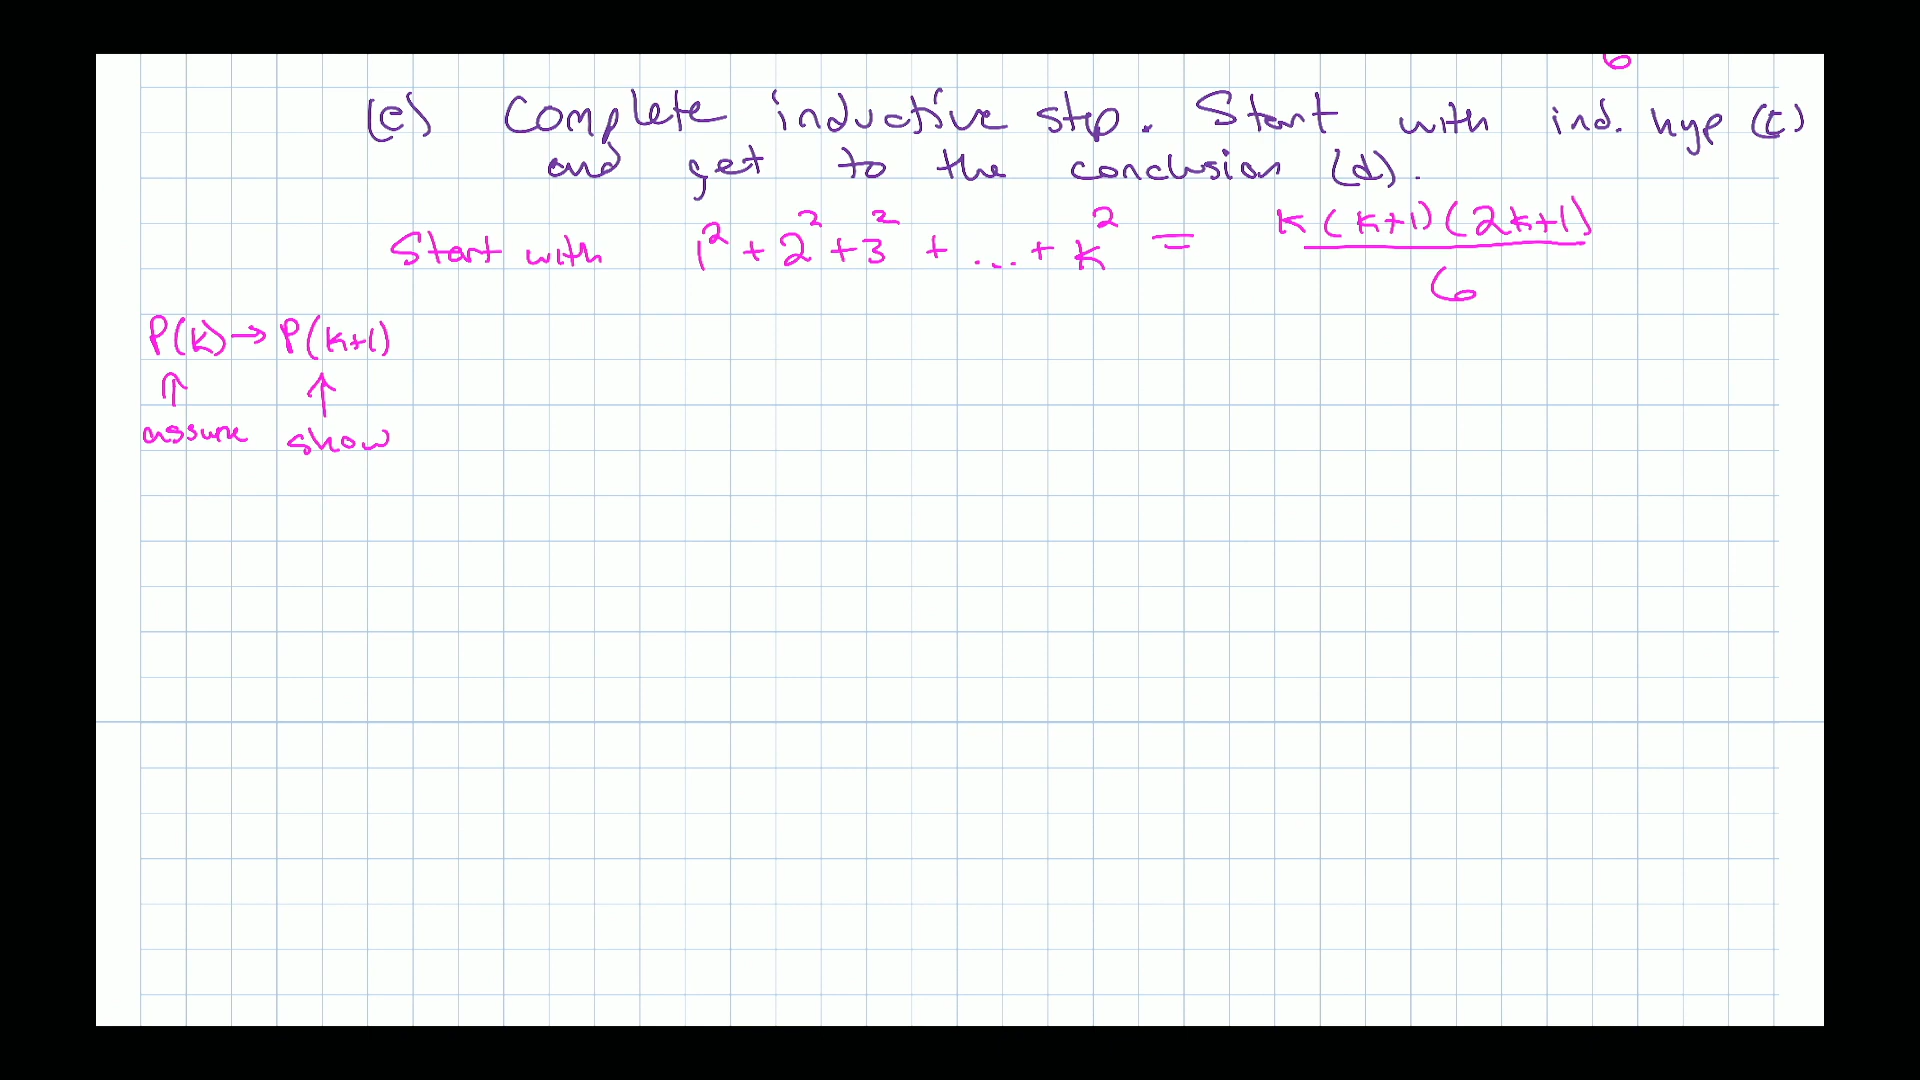 6
(e) Complete inductive step. Start with ind. hyp (c)
and get to the conclusion (d).
Start with 1² + 2² + 3² + ... + k² = k(k+1)(2k+1)
6
P(k) → P(k+1)
↑ ↑
assume show